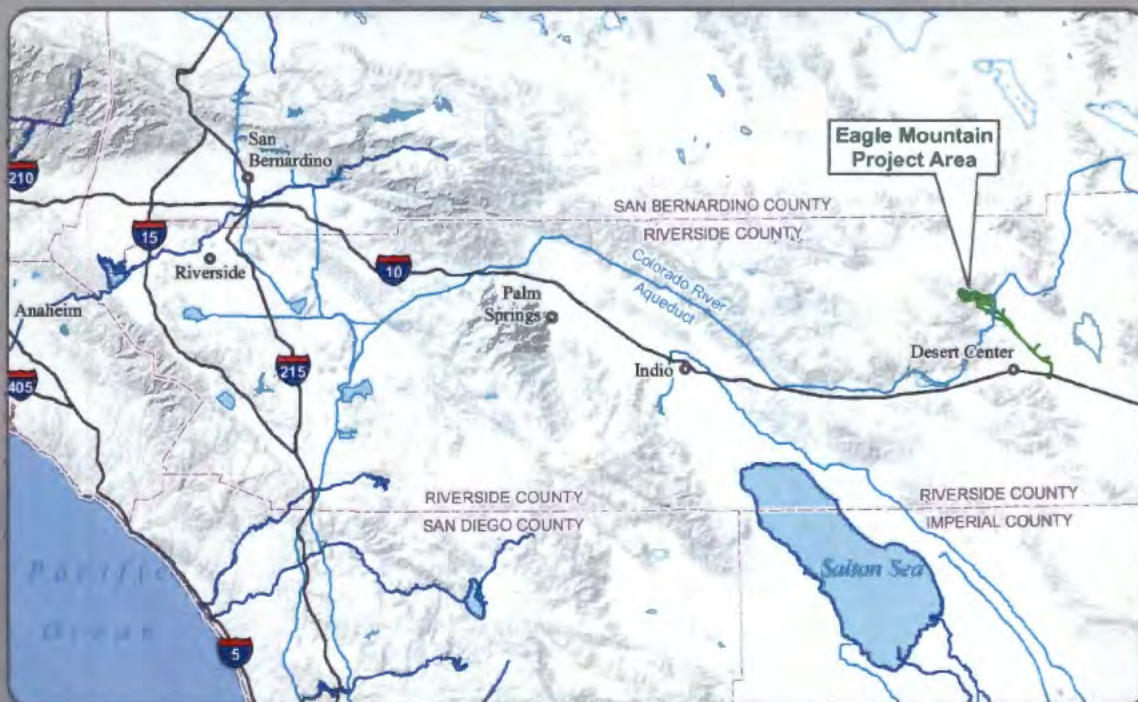 Eagle Mountain
Project Area
San
Bernardino
210
SAN BERNARDINO COUNTY
RIVERSIDE COUNTY
15
Riverside
10
Colorado River
Aqueduct
Anaheim
Palm
Springs
Desert Center
Indio
405
215
RIVERSIDE COUNTY
SAN DIEGO COUNTY
RIVERSIDE COUNTY
IMPERIAL COUNTY
Pacific
Ocean
Salton Sea
5